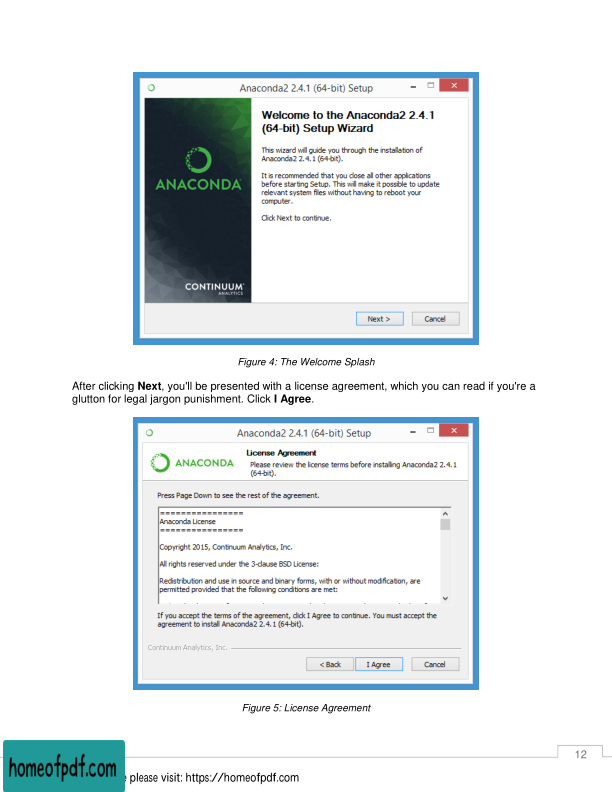 Anaconda2 2.4.1 (64-bit) Setup
Welcome to the Anaconda2 2.4.1
(64-bit) Setup Wizard
This wizard will guide you through the installation of
Anaconda2 2.4.1 (64-bit).
It is recommended that you close all other applications
before starting Setup. This will make it possible to update
relevant system files without having to reboot your
computer.
Click Next to continue.
ANACONDA
CONTINUUM
ANALYTICS
Next >
Cancel
Figure 4: The Welcome Splash
After clicking Next, you'll be presented with a license agreement, which you can read if you're a
glutton for legal jargon punishment. Click I Agree.
Anaconda2 2.4.1 (64-bit) Setup
ANACONDA
License Agreement
Please review the license terms before installing Anaconda2 2.4.1
(64-bit).
Press Page Down to see the rest of the agreement.
================
Anaconda License
================
Copyright 2015, Continuum Analytics, Inc.
All rights reserved under the 3-clause BSD License:
Redistribution and use in source and binary forms, with or without modification, are
permitted provided that the following conditions are met:
If you accept the terms of the agreement, click I Agree to continue. You must accept the
agreement to install Anaconda2 2.4.1 (64-bit).
Continuum Analytics, Inc.
< Back
I Agree
Cancel
Figure 5: License Agreement
12
homeofpdf.com
please visit: https://homeofpdf.com